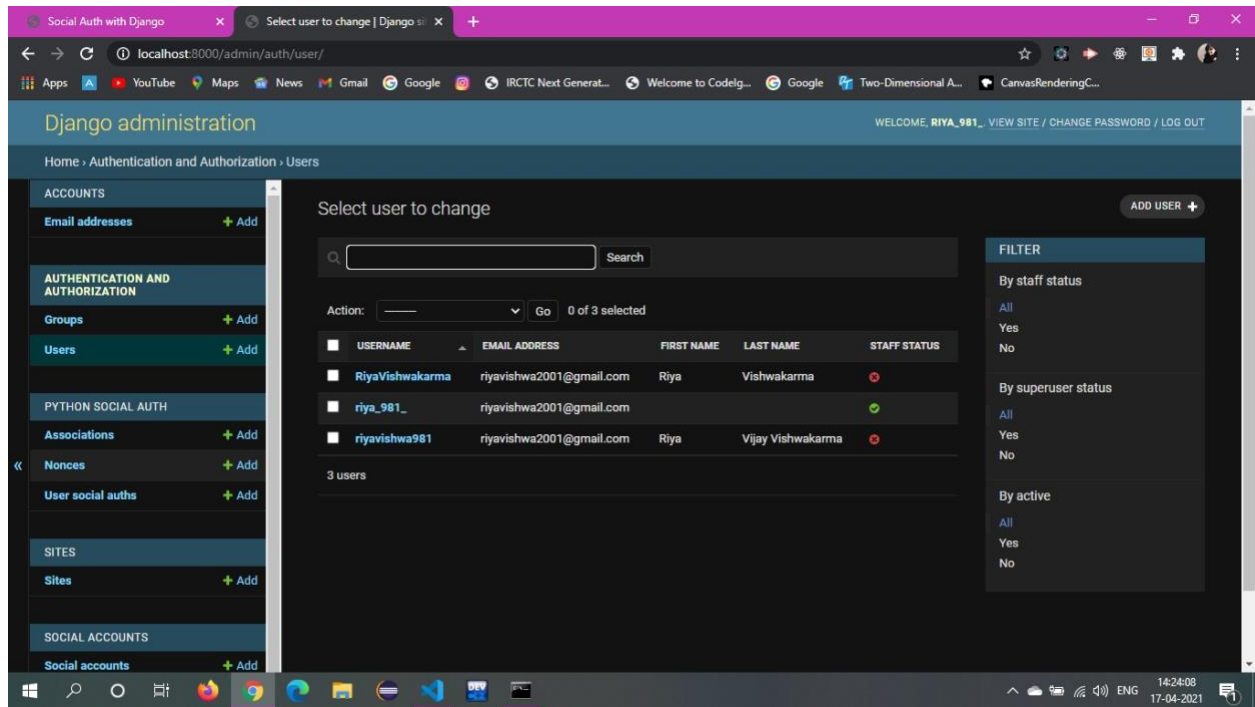 Social Auth with Django
Select user to change | Django si
localhost:8000/admin/auth/user/
Apps YouTube Maps News Gmail Google IRCTC Next Generat... Welcome to CodeIg... Google Two-Dimensional A... CanvasRenderingC...
Django administration
WELCOME, RIYA_981_. VIEW SITE / CHANGE PASSWORD / LOG OUT
Home › Authentication and Authorization › Users
ACCOUNTS
Email addresses + Add
AUTHENTICATION AND
AUTHORIZATION
Groups + Add
Users + Add
PYTHON SOCIAL AUTH
Associations + Add
« Nonces + Add
User social auths + Add
SITES
Sites + Add
SOCIAL ACCOUNTS
Social accounts + Add
Select user to change
ADD USER +
Search
Action: --------- Go 0 of 3 selected
USERNAME EMAIL ADDRESS FIRST NAME LAST NAME STAFF STATUS
RiyaVishwakarma riyavishwa2001@gmail.com Riya Vishwakarma
riya_981_ riyavishwa2001@gmail.com
riyavishwa981 riyavishwa2001@gmail.com Riya Vijay Vishwakarma
3 users
FILTER
By staff status
All
Yes
No
By superuser status
All
Yes
No
By active
All
Yes
No
DEV
ENG
14:24:08
17-04-2021
1